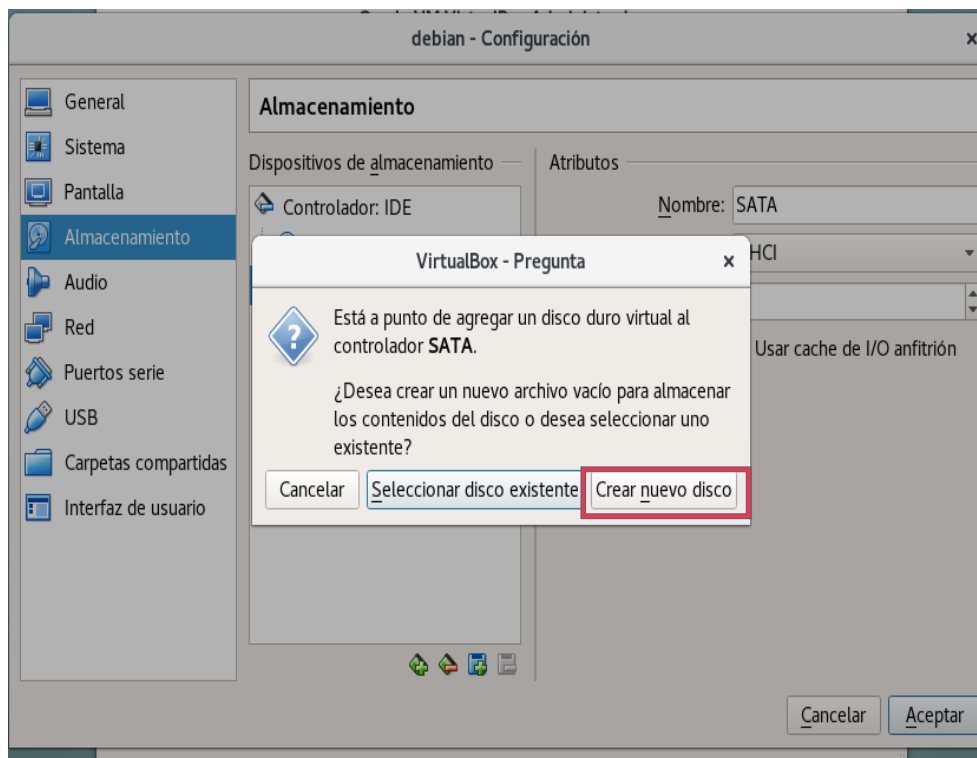 debian - Configuración
General
Sistema
Pantalla
Almacenamiento
Audio
Red
Puertos serie
USB
Carpetas compartidas
Interfaz de usuario
Almacenamiento
Dispositivos de almacenamiento
Controlador: IDE
Atributos
Nombre: SATA
HCI
Usar cache de I/O anfitrión
VirtualBox - Pregunta
Está a punto de agregar un disco duro virtual al
controlador SATA.
¿Desea crear un nuevo archivo vacío para almacenar
los contenidos del disco o desea seleccionar uno
existente?
Cancelar
Seleccionar disco existente
Crear nuevo disco
Cancelar
Aceptar